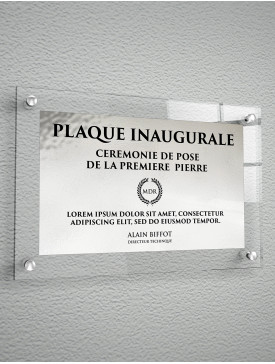 PLAQUE INAUGURALE
CEREMONIE DE POSE
DE LA PREMIERE PIERRE
MDR
LOREM IPSUM DOLOR SIT AMET, CONSECTETUR
ADIPISCING ELIT, SED DO EIUSMOD TEMPOR.
ALAIN BIFFOT
DIRECTEUR TECHNIQUE